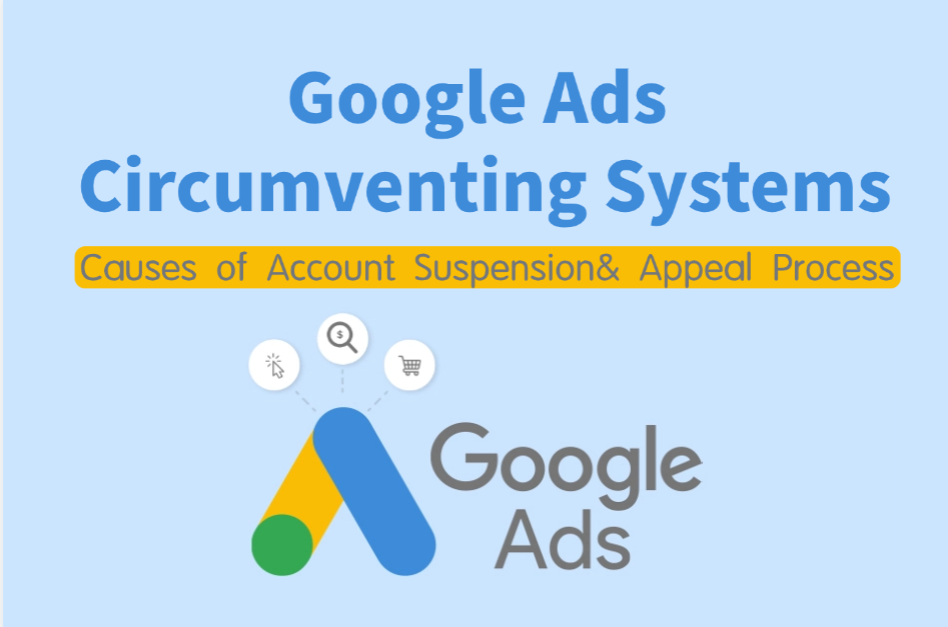 Google Ads
Circumventing Systems
Causes of Account Suspension& Appeal Process
$
Google
Ads